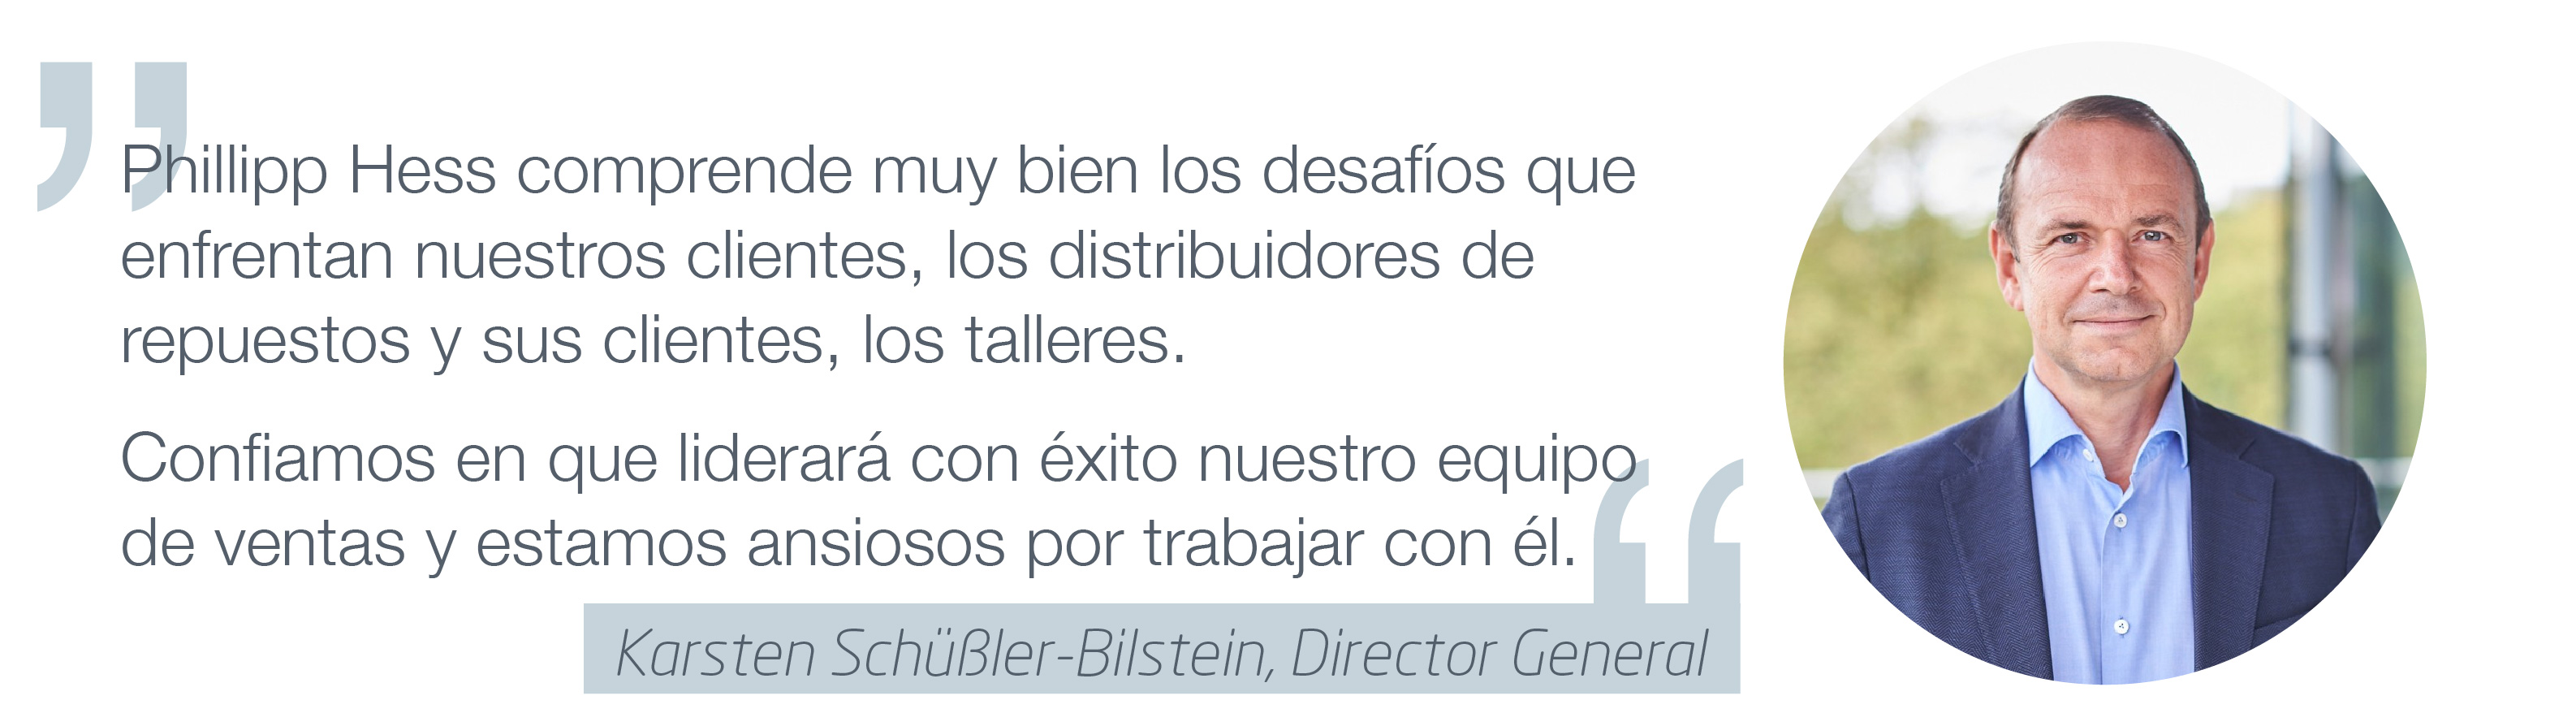 Phillipp Hess comprende muy bien los desafíos que
enfrentan nuestros clientes, los distribuidores de
repuestos y sus clientes, los talleres.
Confiamos en que liderará con éxito nuestro equipo
de ventas y estamos ansiosos por trabajar con él.
Karsten Schüßler-Bilstein, Director General